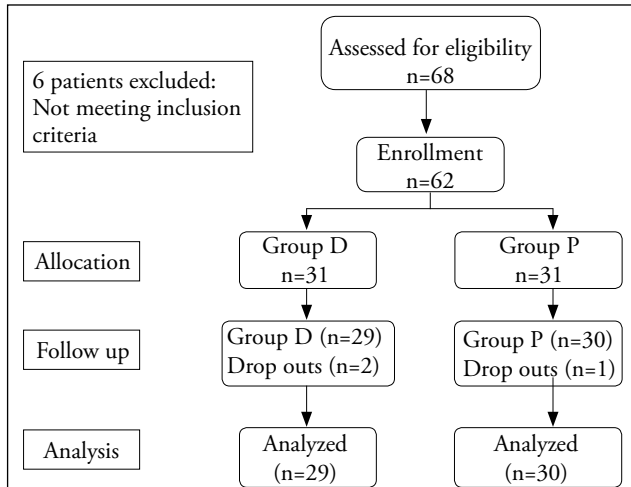 Assessed for eligibility
n=68
6 patients excluded:
Not meeting inclusion
criteria
Enrollment
n=62
Allocation
Group D
n=31
Group P
n=31
Follow up
Group D (n=29)
Drop outs (n=2)
Group P (n=30)
Drop outs (n=1)
Analysis
Analyzed
(n=29)
Analyzed
(n=30)